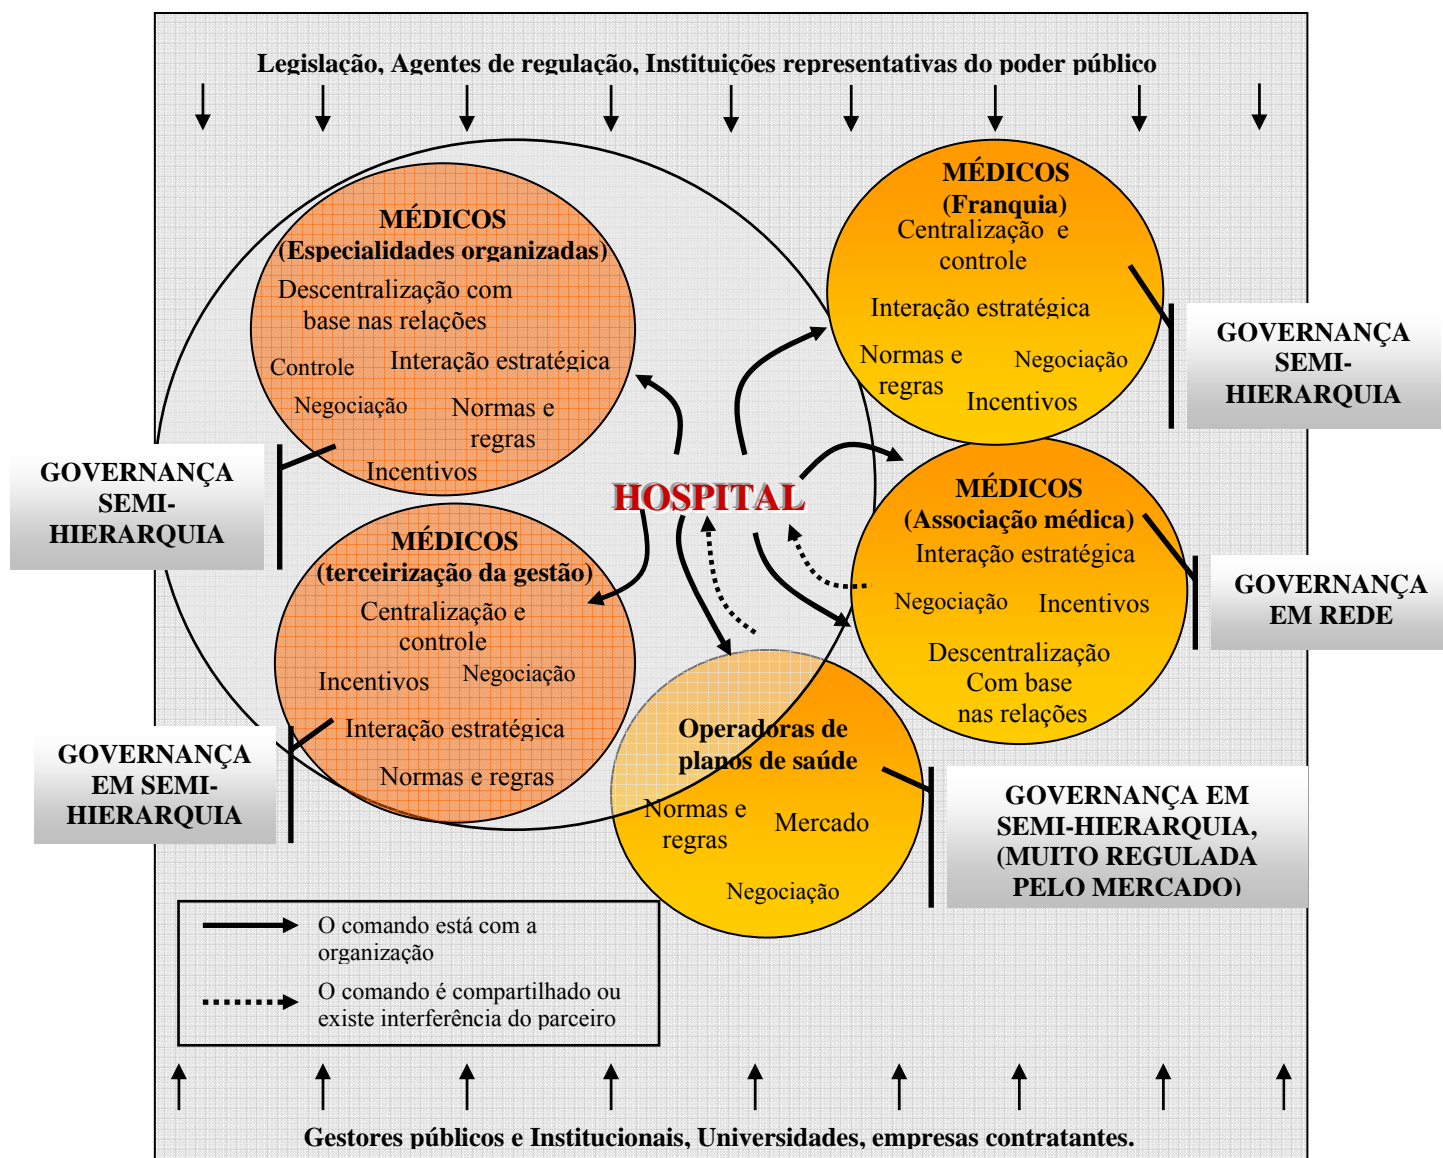 Legislação, Agentes de regulação, Instituições representativas do poder público
MÉDICOS
(Especialidades organizadas)
Descentralização com
base nas relações
Controle
Interação estratégica
Negociação
Normas e
regras
Incentivos
GOVERNANÇA
SEMI-
HIERARQUIA
MÉDICOS
(Franquia)
Centralização e
controle
Interação estratégica
Normas e
regras
Negociação
Incentivos
GOVERNANÇA
SEMI-
HIERARQUIA
HOSPITAL
MÉDICOS
(Associação médica)
Interação estratégica
Negociação
Incentivos
Descentralização
Com base
nas relações
GOVERNANÇA
EM REDE
MÉDICOS
(terceirização da gestão)
Centralização e
controle
Incentivos
Negociação
Interação estratégica
Normas e regras
GOVERNANÇA
EM SEMI-
HIERARQUIA
Operadoras de
planos de saúde
Normas e
regras
Mercado
Negociação
GOVERNANÇA EM
SEMI-HIERARQUIA,
(MUITO REGULADA
PELO MERCADO)
O comando está com a
organização
O comando é compartilhado ou
existe interferência do parceiro
Gestores públicos e Institucionais, Universidades, empresas contratantes.